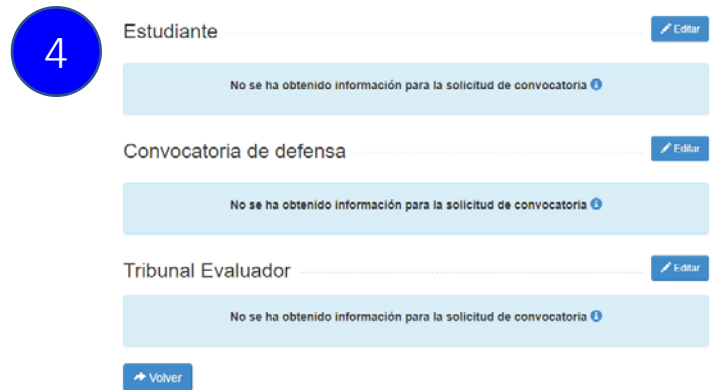 4
Estudiante
Editar
No se ha obtenido información para la solicitud de convocatoria
Convocatoria de defensa
Editar
No se ha obtenido información para la solicitud de convocatoria
Tribunal Evaluador
Editar
No se ha obtenido información para la solicitud de convocatoria
Volver